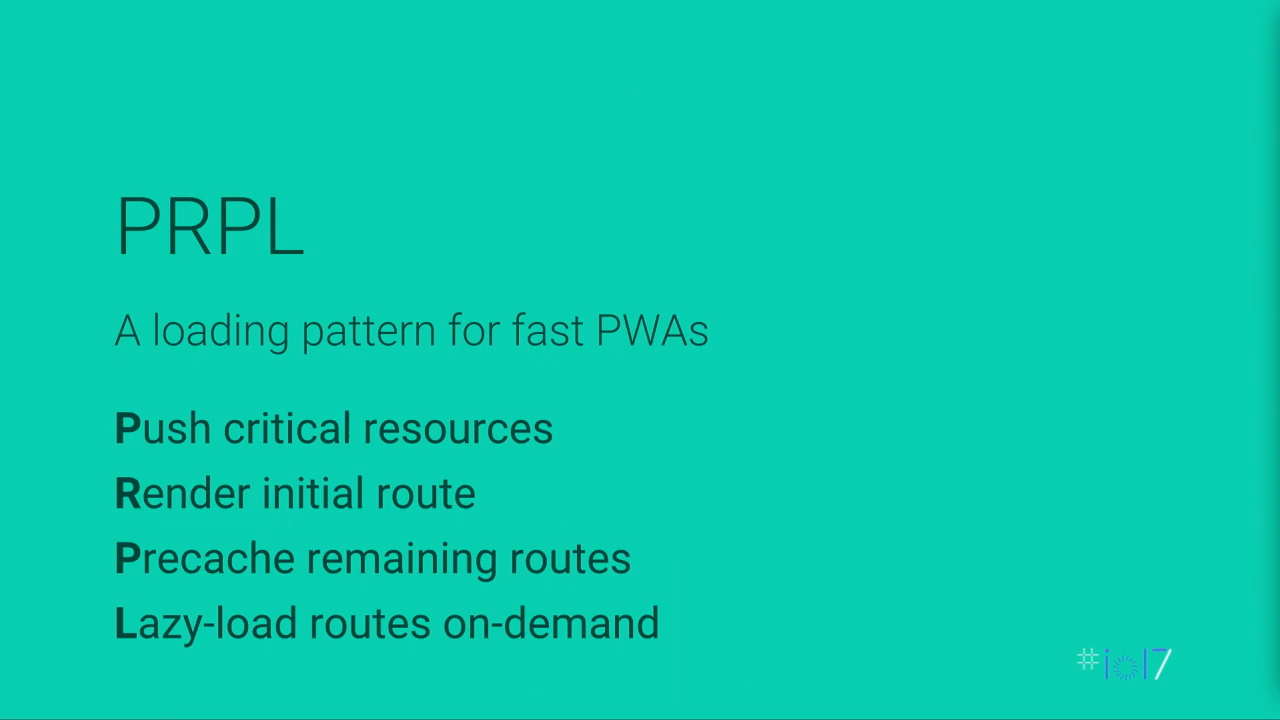 PRPL
A loading pattern for fast PWAs
Push critical resources
Render initial route
Precache remaining routes
Lazy-load routes on-demand
#io17